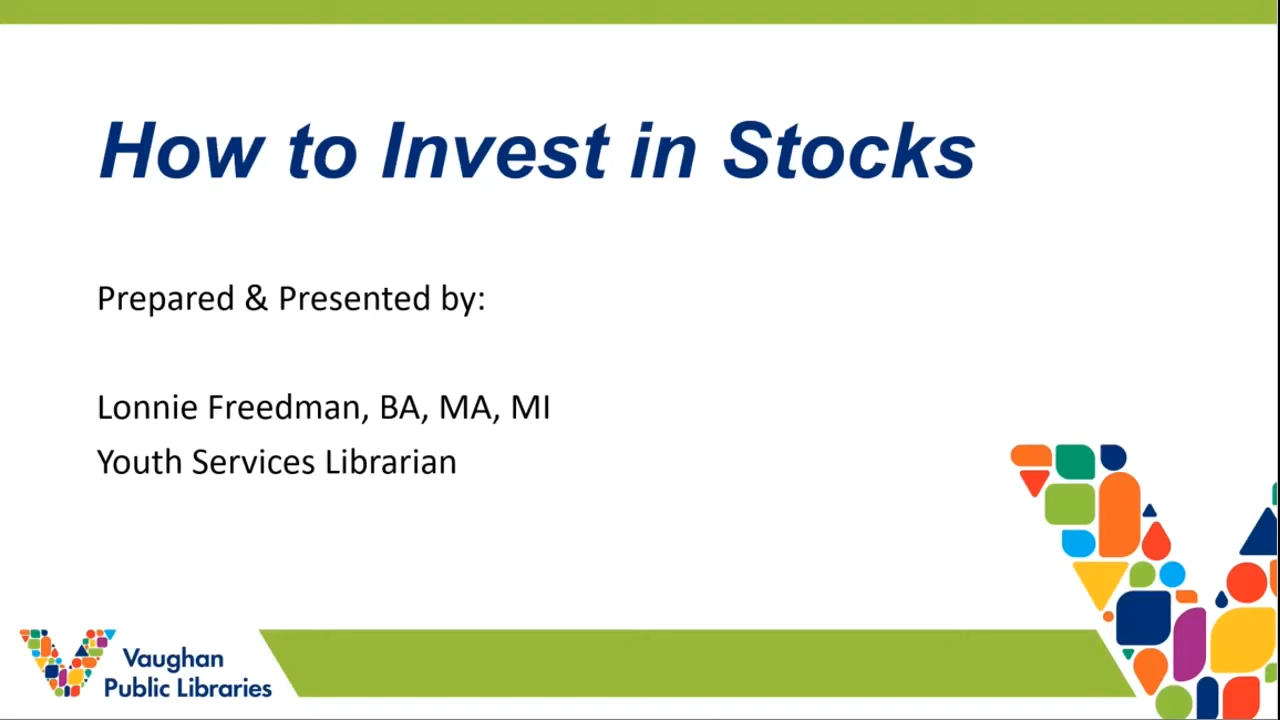 How to Invest in Stocks
Prepared & Presented by:
Lonnie Freedman, BA, MA, MI
Youth Services Librarian
Vaughan
Public Libraries